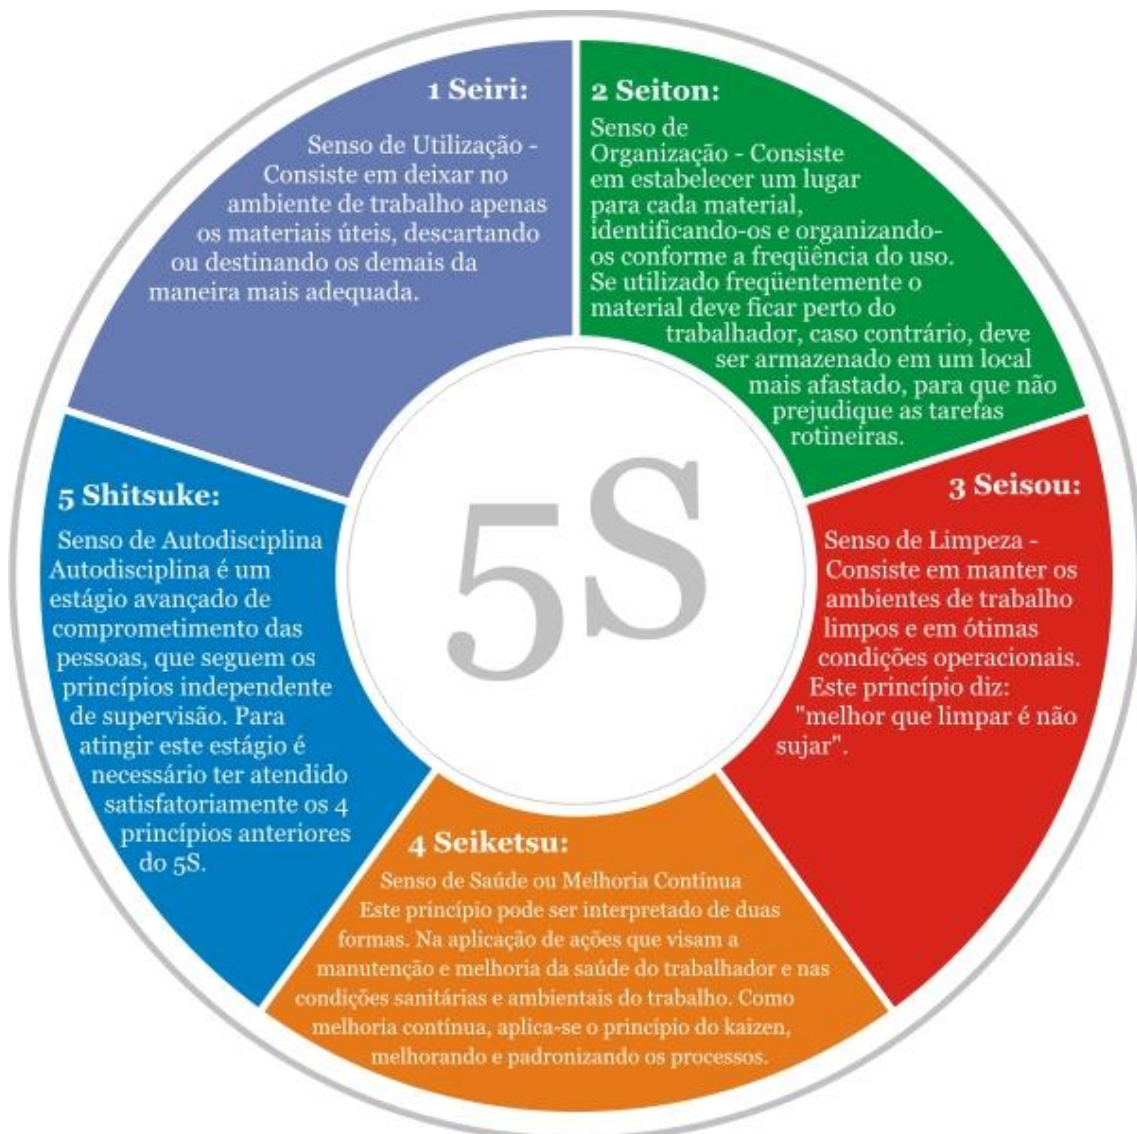 1 Seiri:
Senso de Utilização -
Consiste em deixar no
ambiente de trabalho apenas
os materiais úteis, descartando
ou destinando os demais da
maneira mais adequada.
2 Seiton:
Senso de
Organização - Consiste
em estabelecer um lugar
para cada material,
identificando-os e organizando-
os conforme a freqüência do uso.
Se utilizado freqüentemente o
material deve ficar perto do
trabalhador, caso contrário, deve
ser armazenado em um local
mais afastado, para que não
prejudique as tarefas
rotineiras.
3 Seisou:
Senso de Limpeza -
Consiste em manter os
ambientes de trabalho
limpos e em ótimas
condições operacionais.
Este princípio diz:
"melhor que limpar é não
sujar".
4 Seiketsu:
Senso de Saúde ou Melhoria Contínua
Este princípio pode ser interpretado de duas
formas. Na aplicação de ações que visam a
manutenção e melhoria da saúde do trabalhador e nas
condições sanitárias e ambientais do trabalho. Como
melhoria contínua, aplica-se o princípio do kaizen,
melhorando e padronizando os processos.
5 Shitsuke:
Senso de Autodisciplina
Autodisciplina é um
estágio avançado de
comprometimento das
pessoas, que seguem os
princípios independente
de supervisão. Para
atingir este estágio é
necessário ter atendido
satisfatoriamente os 4
princípios anteriores
do 5S.
5S